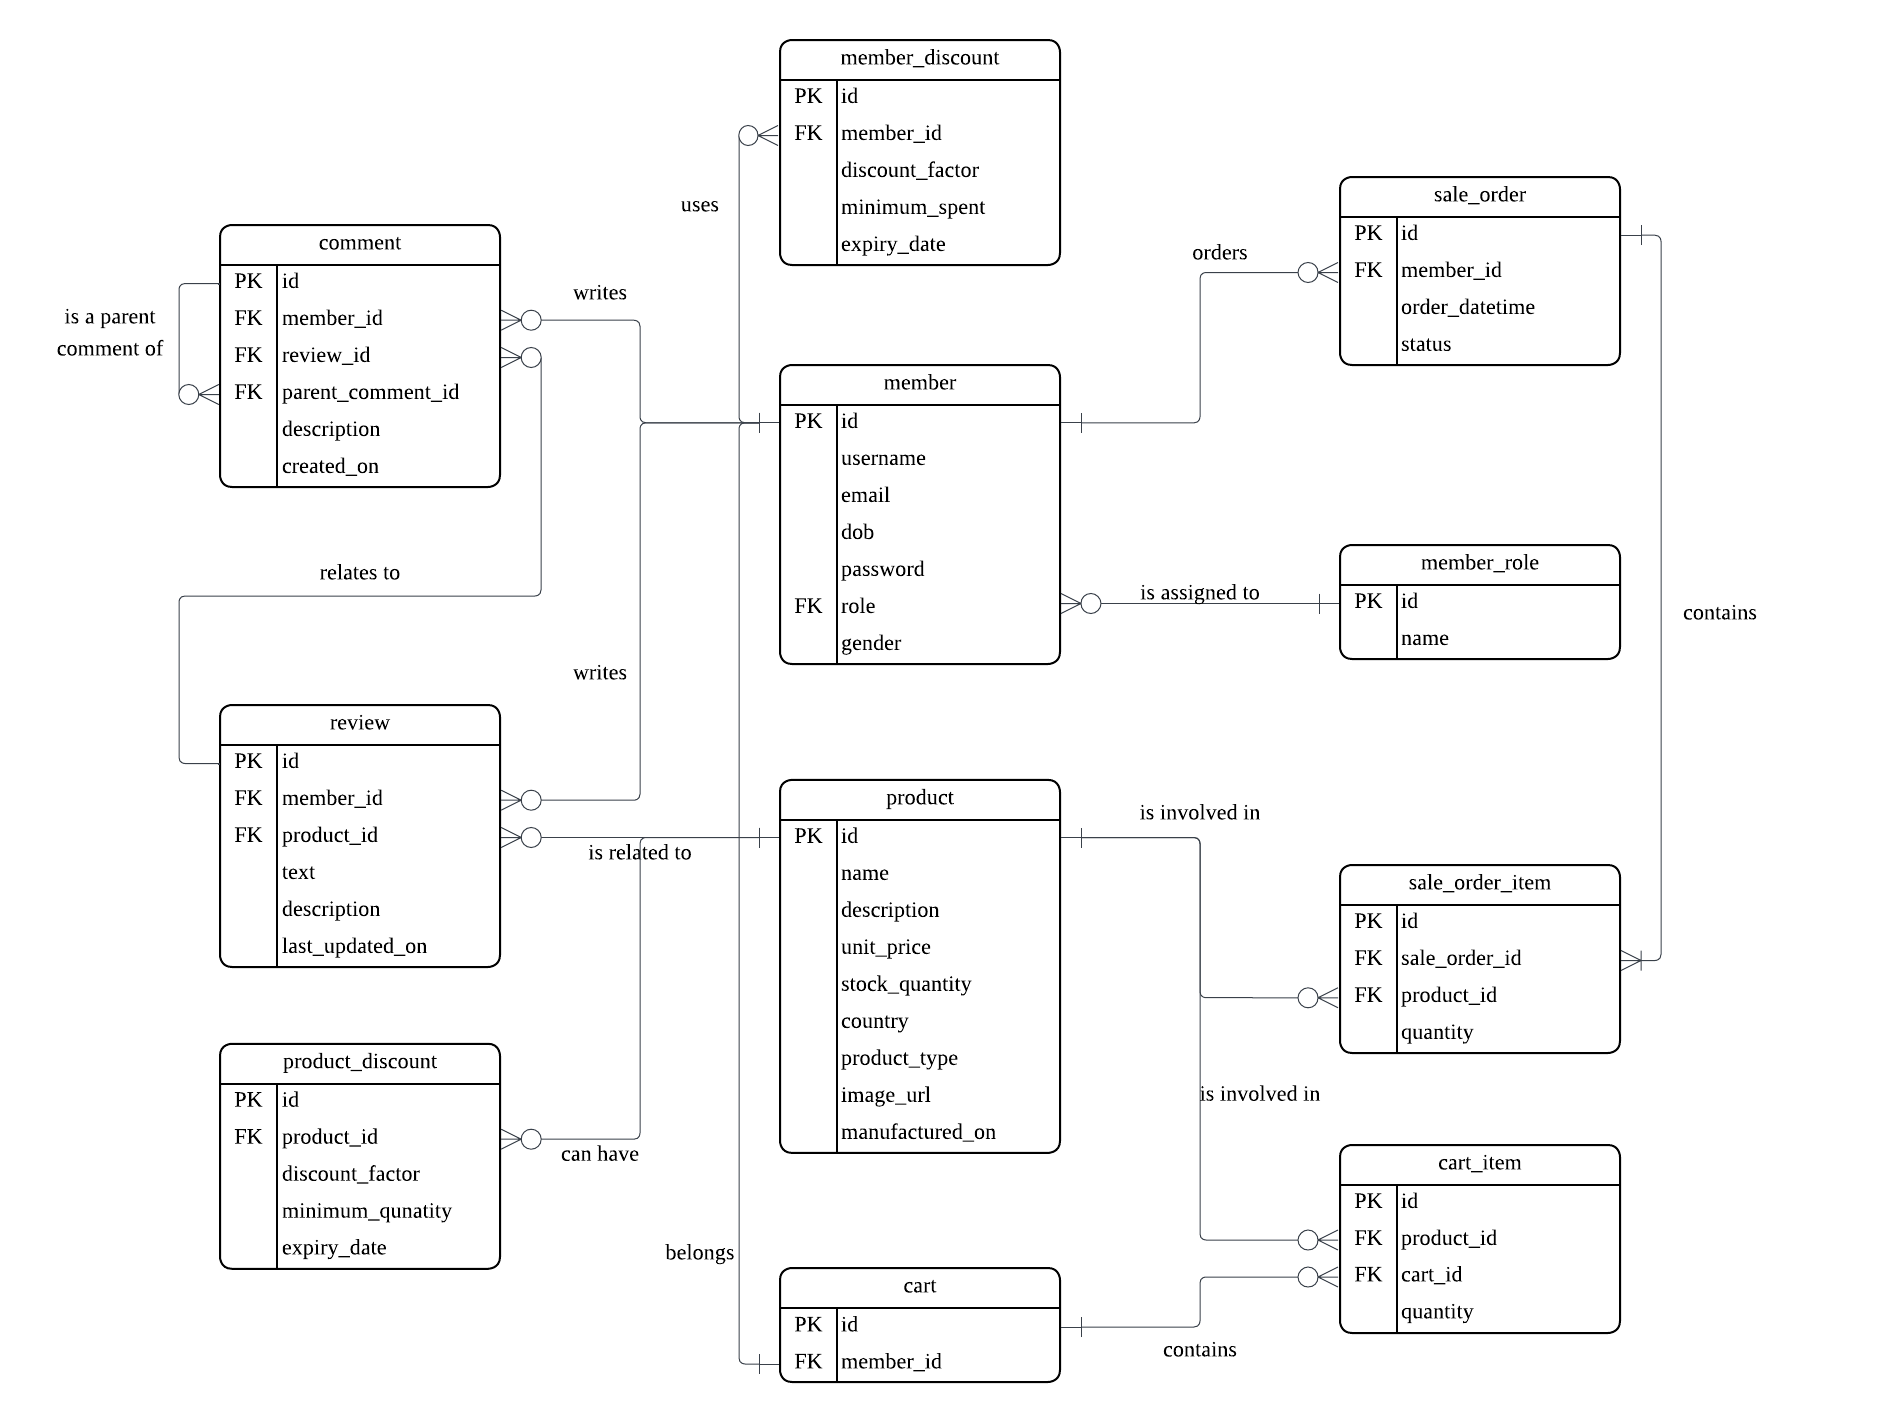 member_discount
PK id
FK member_id
discount_factor
minimum_spent
expiry_date
uses
sale_order
PK id
FK member_id
order_datetime
status
orders
comment
PK id
FK member_id
FK review_id
FK parent_comment_id
description
created_on
is a parent
comment of
writes
member
PK id
username
email
dob
password
FK role
gender
is assigned to
member_role
PK id
name
contains
relates to
writes
review
PK id
FK member_id
FK product_id
text
description
last_updated_on
is related to
product
PK id
name
description
unit_price
stock_quantity
country
product_type
image_url
manufactured_on
is involved in
sale_order_item
PK id
FK sale_order_id
FK product_id
quantity
is involved in
product_discount
PK id
FK product_id
discount_factor
minimum_qunatity
expiry_date
can have
belongs
cart
PK id
FK member_id
contains
cart_item
PK id
FK product_id
FK cart_id
quantity